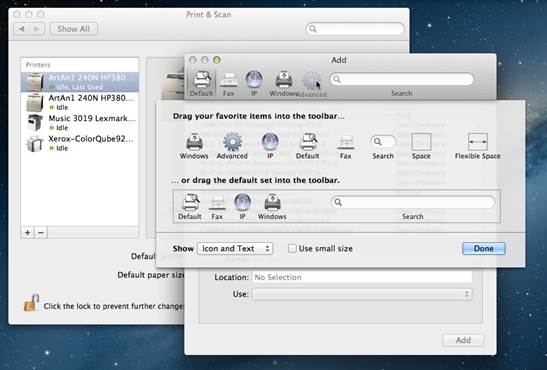 Print & Scan
Show All
Printers
ArtAn1 240N HP380...
Idle, Last Used
ArtAn1 240N HP380...
Idle
Music 3019 Lexmark...
Idle
Xerox-ColorQube92...
Idle
Default
Default paper size
Click the lock to prevent further change
Add
Default Fax IP Windows Advanced Search
Drag your favorite items into the toolbar...
Windows Advanced IP Default Fax Search Space Flexible Space
... or drag the default set into the toolbar.
Default Fax IP Windows Search
Show Icon and Text Use small size Done
Location: No Selection
Use:
Add